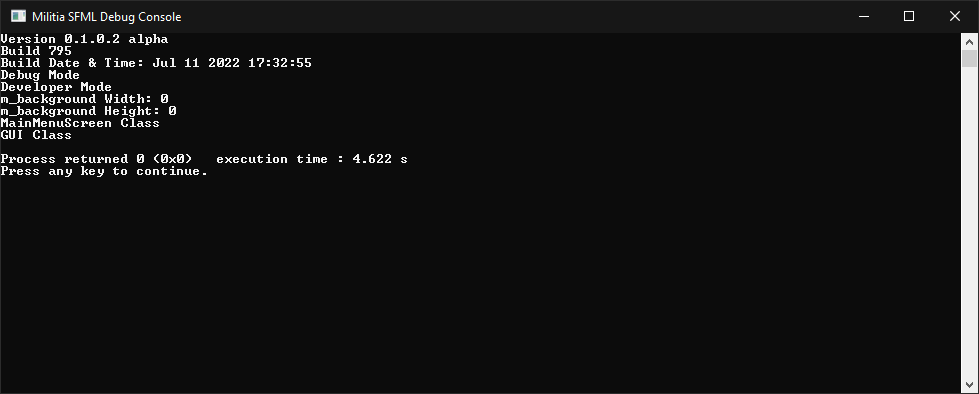 Militia SFML Debug Console
Version 0.1.0.2 alpha
Build 795
Build Date & Time: Jul 11 2022 17:32:55
Debug Mode
Developer Mode
m_background Width: 0
m_background Height: 0
MainMenuScreen Class
GUI Class
Process returned 0 (0x0)   execution time : 4.622 s
Press any key to continue.